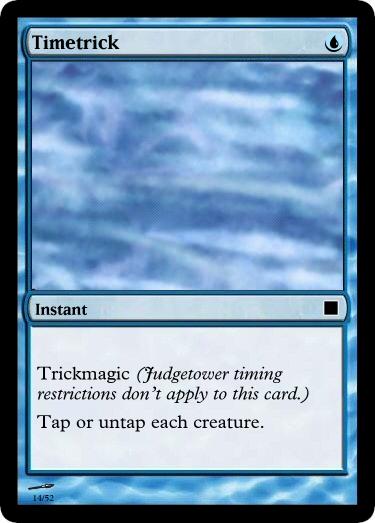 Timetrick
Instant
Trickmagic (Judgetower timing
restrictions don't apply to this card.)
Tap or untap each creature.
14/52